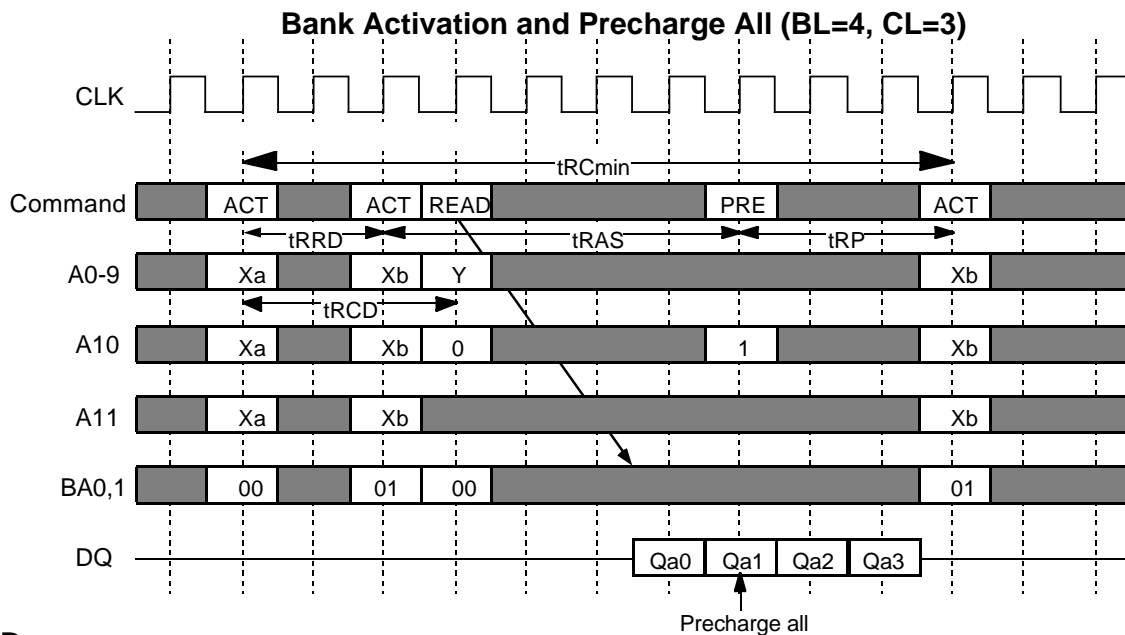 Bank Activation and Precharge All (BL=4, CL=3)
CLK
tRCmin
Command ACT ACT READ PRE ACT
tRRD tRAS tRP
A0-9 Xa Xb Y Xb
tRCD
A10 Xa Xb 0 1 Xb
A11 Xa Xb Xb
BA0,1 00 01 00 01
DQ Qa0 Qa1 Qa2 Qa3
Precharge all